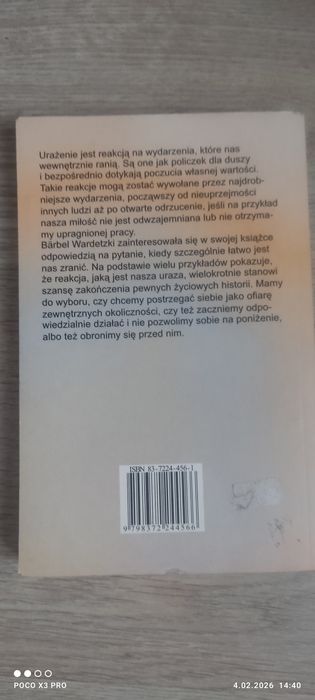 Urażenie jest reakcją na wydarzenia, które nas
wewnętrznie ranią. Są one jak policzek dla duszy
i bezpośrednio dotykają poczucia własnej wartości.
Takie reakcje mogą zostać wywołane przez najdrob-
niejsze wydarzenia, począwszy od nieuprzejmości
innych ludzi aż po otwarte odrzucenie, jeśli na przykład
nasza miłość nie jest odwzajemniana lub nie otrzyma-
my upragnionej pracy.
Bärbel Wardetzki zainteresowała się w swojej książce
odpowiedzią na pytanie, kiedy szczególnie łatwo jest
nas zranić. Na podstawie wielu przykładów pokazuje,
że reakcja, jaką jest nasza uraza, wielokrotnie stanowi
szansę zakończenia pewnych życiowych historii. Mamy
do wyboru, czy chcemy postrzegać siebie jako ofiarę
zewnętrznych okoliczności, czy też zaczniemy odpo-
wiedzialnie działać i nie pozwolimy sobie na poniżenie,
albo też obronimy się przed nim.
ISBN 83-7224-456-1
9 798372 244566
POCO X3 PRO
4.02.2026 14:40